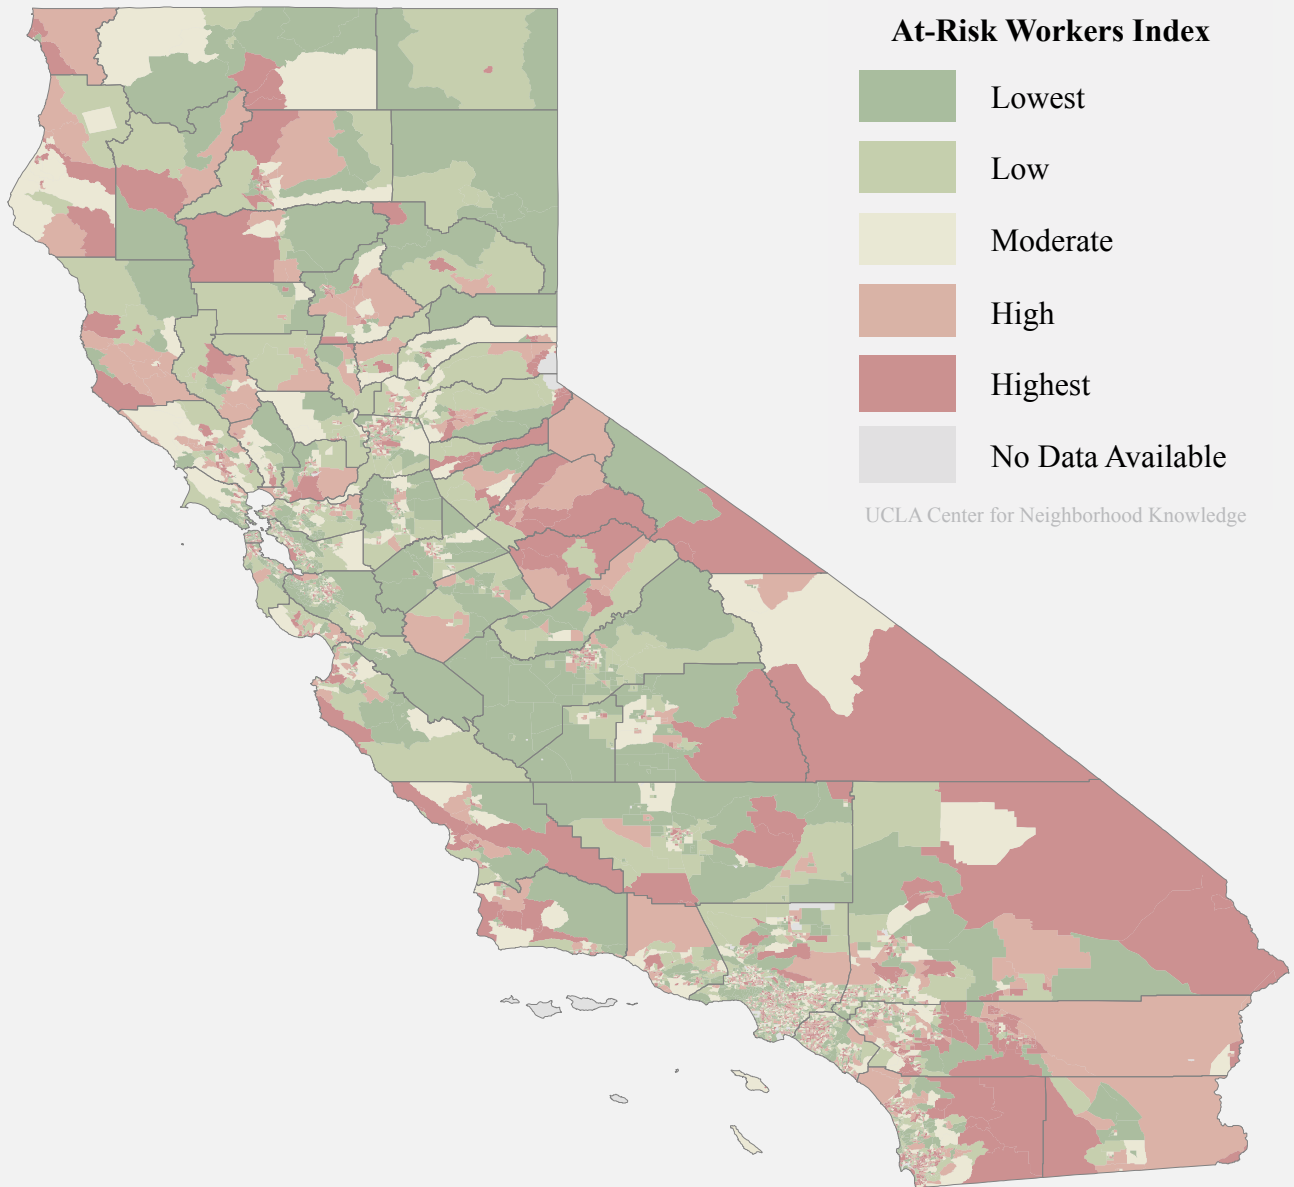 At-Risk Workers Index
Lowest
Low
Moderate
High
Highest
No Data Available
UCLA Center for Neighborhood Knowledge